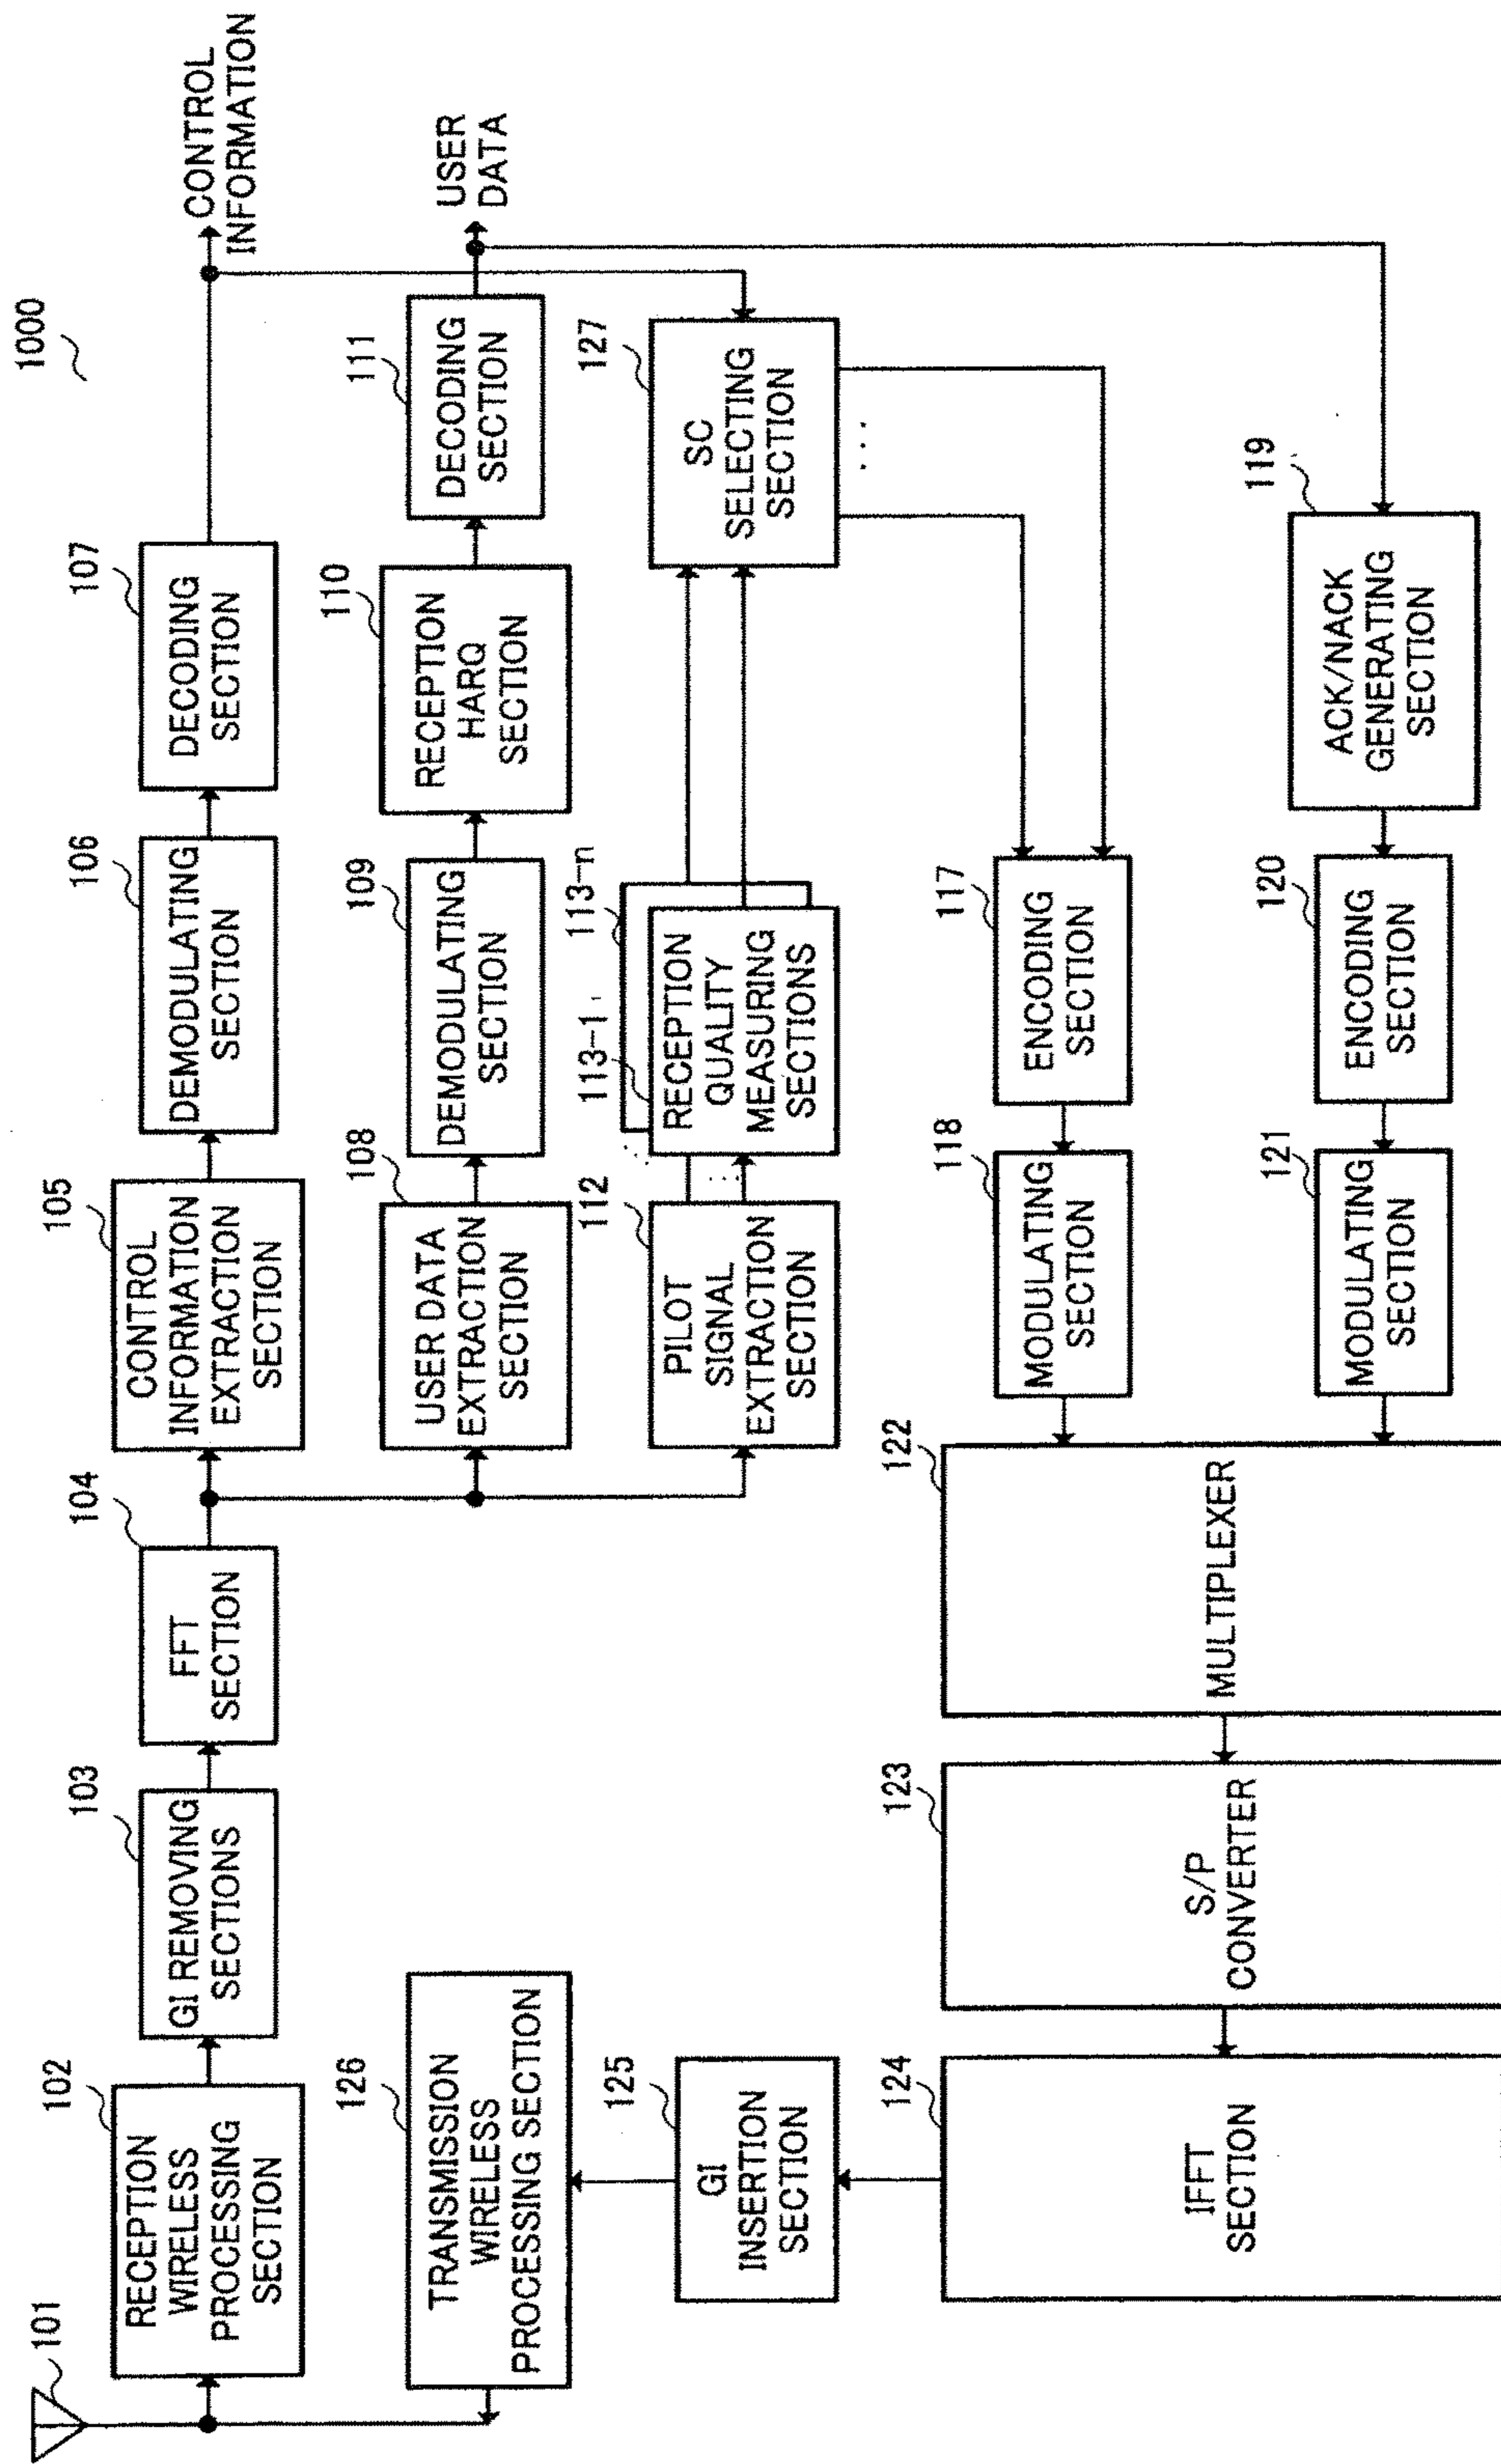 1000
101
102
RECEPTION
WIRELESS
PROCESSING
SECTION
103
GI REMOVING
SECTIONS
104
FFT
SECTION
105
CONTROL
INFORMATION
EXTRACTION
SECTION
106
DEMODULATING
SECTION
107
DECODING
SECTION
CONTROL
INFORMATION
108
USER DATA
EXTRACTION
SECTION
109
DEMODULATING
SECTION
110
RECEPTION
HARQ
SECTION
111
DECODING
SECTION
USER
DATA
112
PILOT
SIGNAL
EXTRACTION
SECTION
113-1
113-n
RECEPTION
QUALITY
MEASURING
SECTIONS
127
SC
SELECTING
SECTION
117
ENCODING
SECTION
118
MODULATING
SECTION
119
ACK/NACK
GENERATING
SECTION
120
ENCODING
SECTION
121
MODULATING
SECTION
122
MULTIPLEXER
123
S/P
CONVERTER
124
IFFT
SECTION
125
GI
INSERTION
SECTION
126
TRANSMISSION
WIRELESS
PROCESSING SECTION